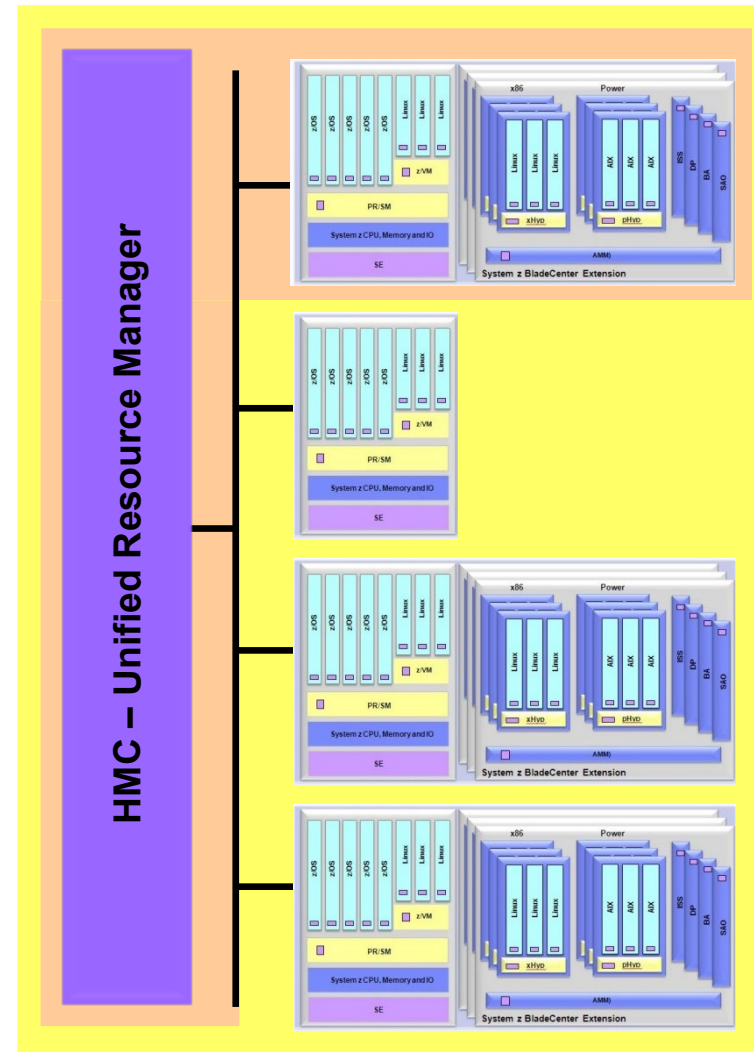 HMC – Unified Resource Manager
z/OS
z/OS
z/OS
z/OS
z/OS
Linux
Linux
Linux
z/VM
PR/SM
System z CPU, Memory and IO
SE
x86
Power
Linux
Linux
Linux
xHyp
AIX
AIX
AIX
pHyp
ISS
DP
BA
SAO
AMM)
System z BladeCenter Extension
z/OS
z/OS
z/OS
z/OS
z/OS
Linux
Linux
Linux
z/VM
PR/SM
System z CPU, Memory and IO
SE
z/OS
z/OS
z/OS
z/OS
z/OS
Linux
Linux
Linux
z/VM
PR/SM
System z CPU, Memory and IO
SE
x86
Power
Linux
Linux
Linux
xHyp
AIX
AIX
AIX
pHyp
ISS
DP
BA
SAO
AMM)
System z BladeCenter Extension
z/OS
z/OS
z/OS
z/OS
z/OS
Linux
Linux
Linux
z/VM
PR/SM
System z CPU, Memory and IO
SE
x86
Power
Linux
Linux
Linux
xHyp
AIX
AIX
AIX
pHyp
ISS
DP
BA
SAO
AMM)
System z BladeCenter Extension